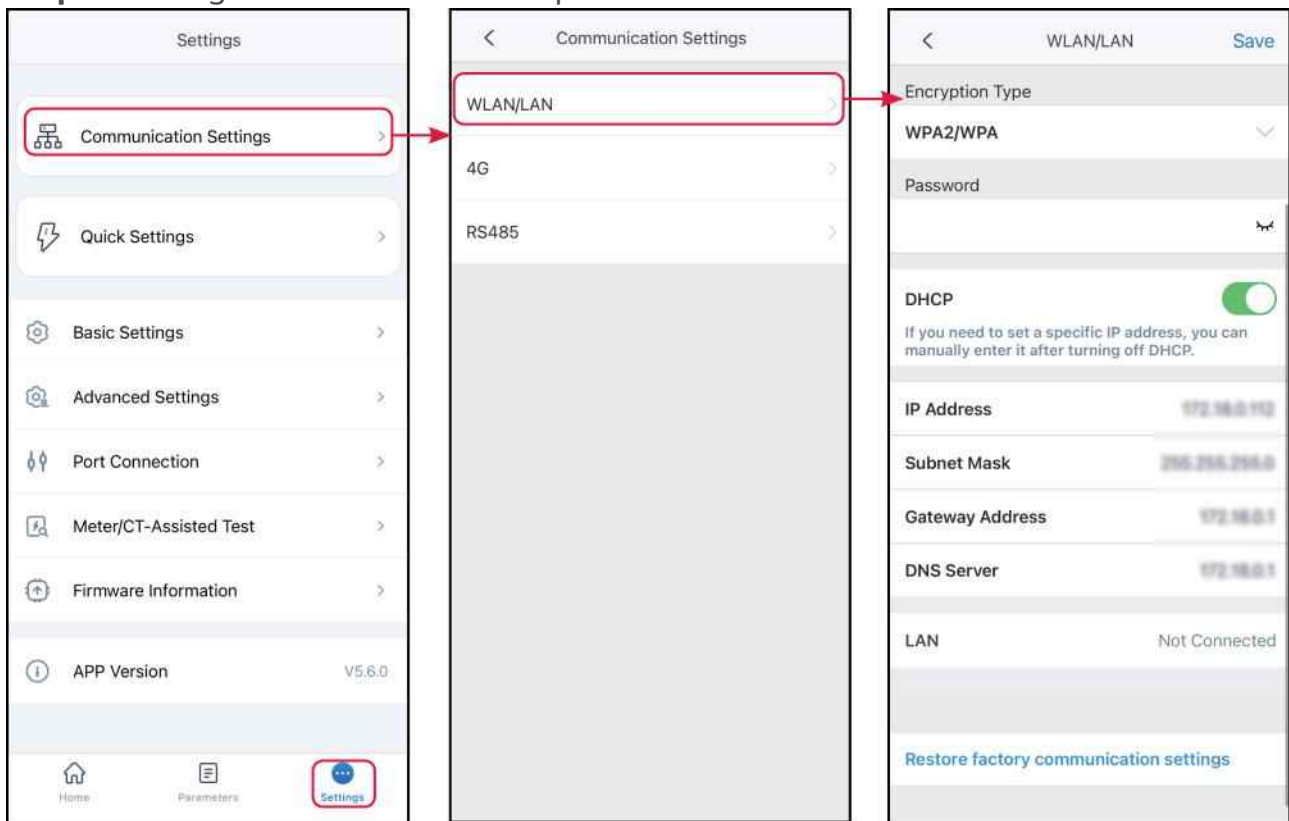 Settings
Communication Settings
Quick Settings
Basic Settings
Advanced Settings
Port Connection
Meter/CT-Assisted Test
Firmware Information
APP Version V5.6.0
Home Parameters Settings
Communication Settings
WLAN/LAN
4G
RS485
WLAN/LAN Save
Encryption Type
WPA2/WPA
Password
DHCP
If you need to set a specific IP address, you can
manually enter it after turning off DHCP.
IP Address
Subnet Mask
Gateway Address
DNS Server
LAN Not Connected
Restore factory communication settings